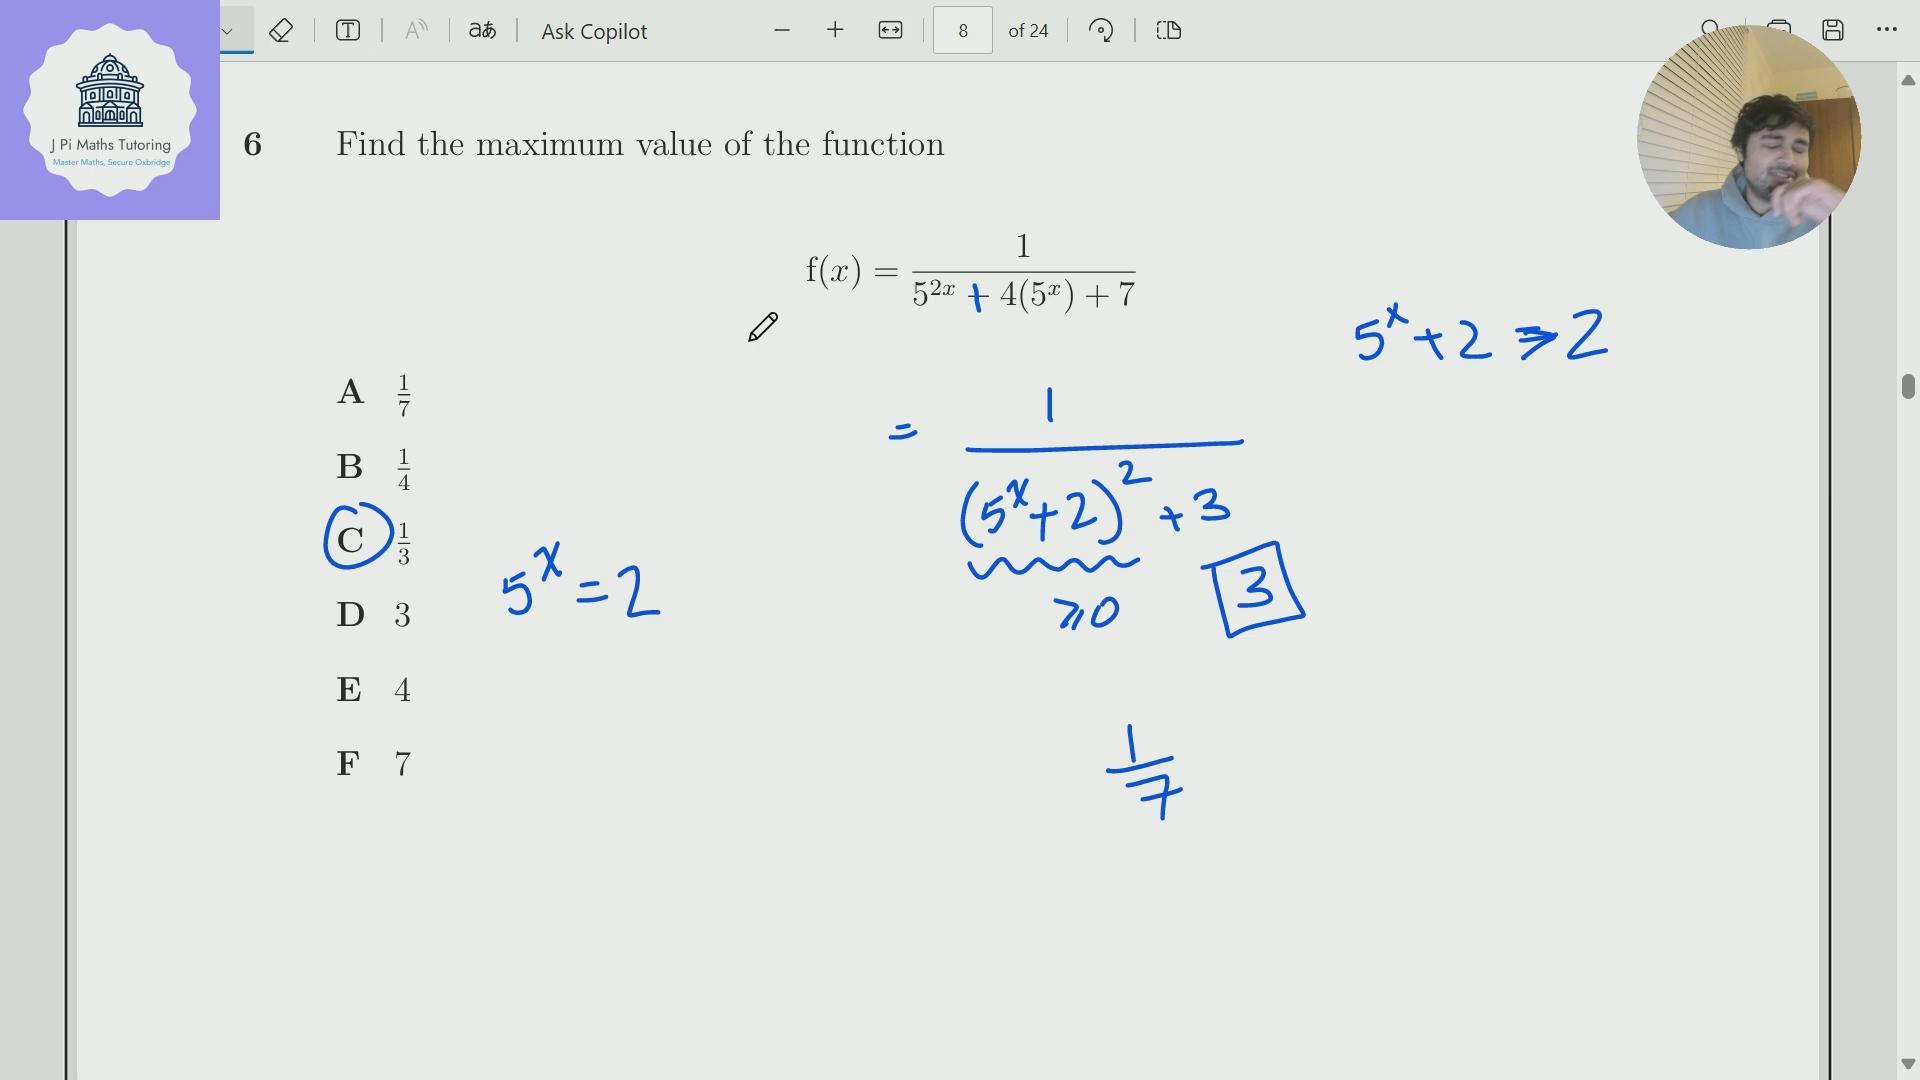 aあ Ask Copilot 8 of 24
J Pi Maths Tutoring
Master Maths, Secure Oxbridge
6 Find the maximum value of the function
f(x) = 1 / (5^{2x} + 4(5^x) + 7)
5^x + 2 > 2
A 1/7
= 1 / ((5^x + 2)^2 + 3)
B 1/4
C 1/3
5^x = 2
⩾0
3
D 3
E 4
F 7
1/7